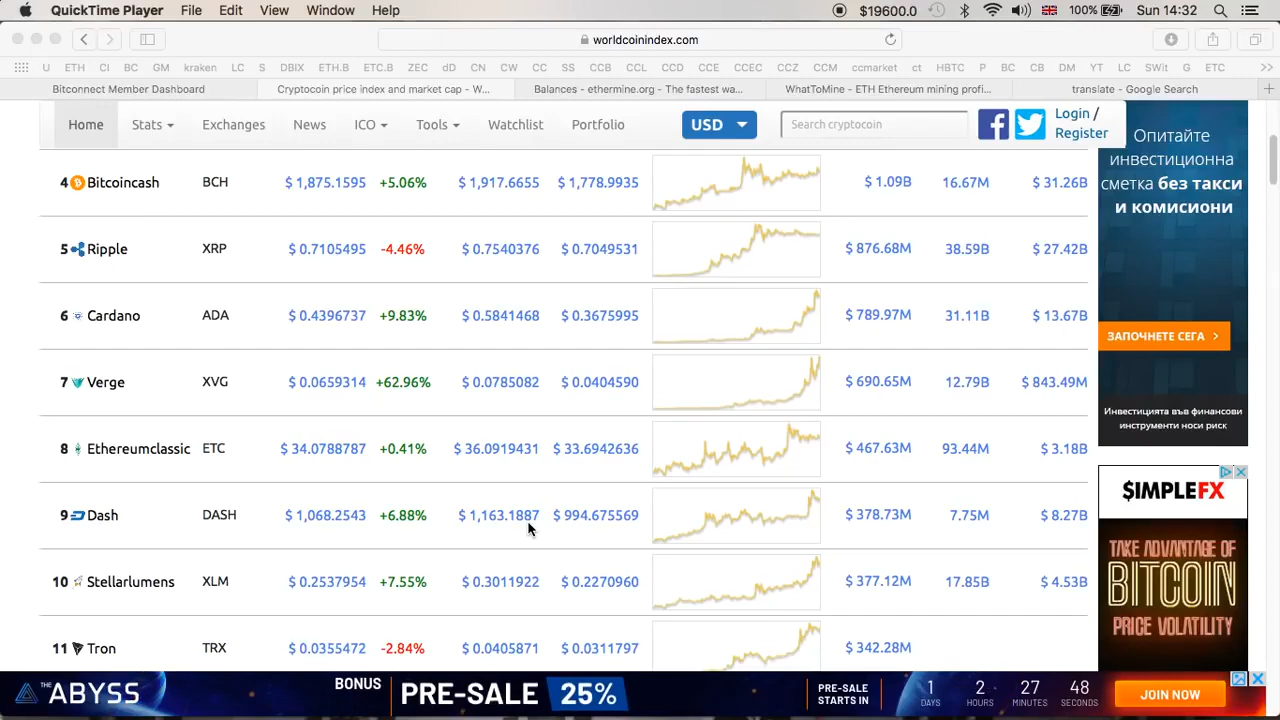 QuickTime Player File Edit View Window Help $19600.0 100% Sun 14:32
worldcoinindex.com
U ETH CI BC GM kraken LC S DBIX ETH.B ETC.B ZEC dD CN CW CC SS CCB CCL CCD CCE CCEC CCZ CCM ccmarket ct HBTC P BC CB DM YT LC SWit G ETC
Bitconnect Member Dashboard Cryptocoin price index and market cap - W... Balances - ethermine.org - The fastest wa... WhatToMine - ETH Ethereum mining profi... translate - Google Search
Home Stats Exchanges News ICO Tools Watchlist Portfolio USD Search cryptocoin Login / Register
4 Bitcoincash BCH $ 1,875.1595 +5.06% $ 1,917.6655 $ 1,778.9935 $ 1.09B 16.67M $ 31.26B
5 Ripple XRP $ 0.7105495 -4.46% $ 0.7540376 $ 0.7049531 $ 876.68M 38.59B $ 27.42B
6 Cardano ADA $ 0.4396737 +9.83% $ 0.5841468 $ 0.3675995 $ 789.97M 31.11B $ 13.67B
7 Verge XVG $ 0.0659314 +62.96% $ 0.0785082 $ 0.0404590 $ 690.65M 12.79B $ 843.49M
8 Ethereumclassic ETC $ 34.0788787 +0.41% $ 36.0919431 $ 33.6942636 $ 467.63M 93.44M $ 3.18B
9 Dash DASH $ 1,068.2543 +6.88% $ 1,163.1887 $ 994.675569 $ 378.73M 7.75M $ 8.27B
10 Stellarlumens XLM $ 0.2537954 +7.55% $ 0.3011922 $ 0.2270960 $ 377.12M 17.85B $ 4.53B
11 Tron TRX $ 0.0355472 -2.84% $ 0.0405871 $ 0.0311797 $ 342.28M
Опитайте
инвестиционна
сметка без такси
и комисиони
ЗАПОЧНЕТЕ СЕГА
Инвестицията във финансови
инструменти носи риск
$IMPLEFX
TAKE ADVANTAGE OF
BITCOIN
PRICE VOLATILITY
THE ABYSS
BONUS
PRE-SALE 25%
PRE-SALE
STARTS IN
1 2 27 48
DAYS HOURS MINUTES SECONDS
JOIN NOW